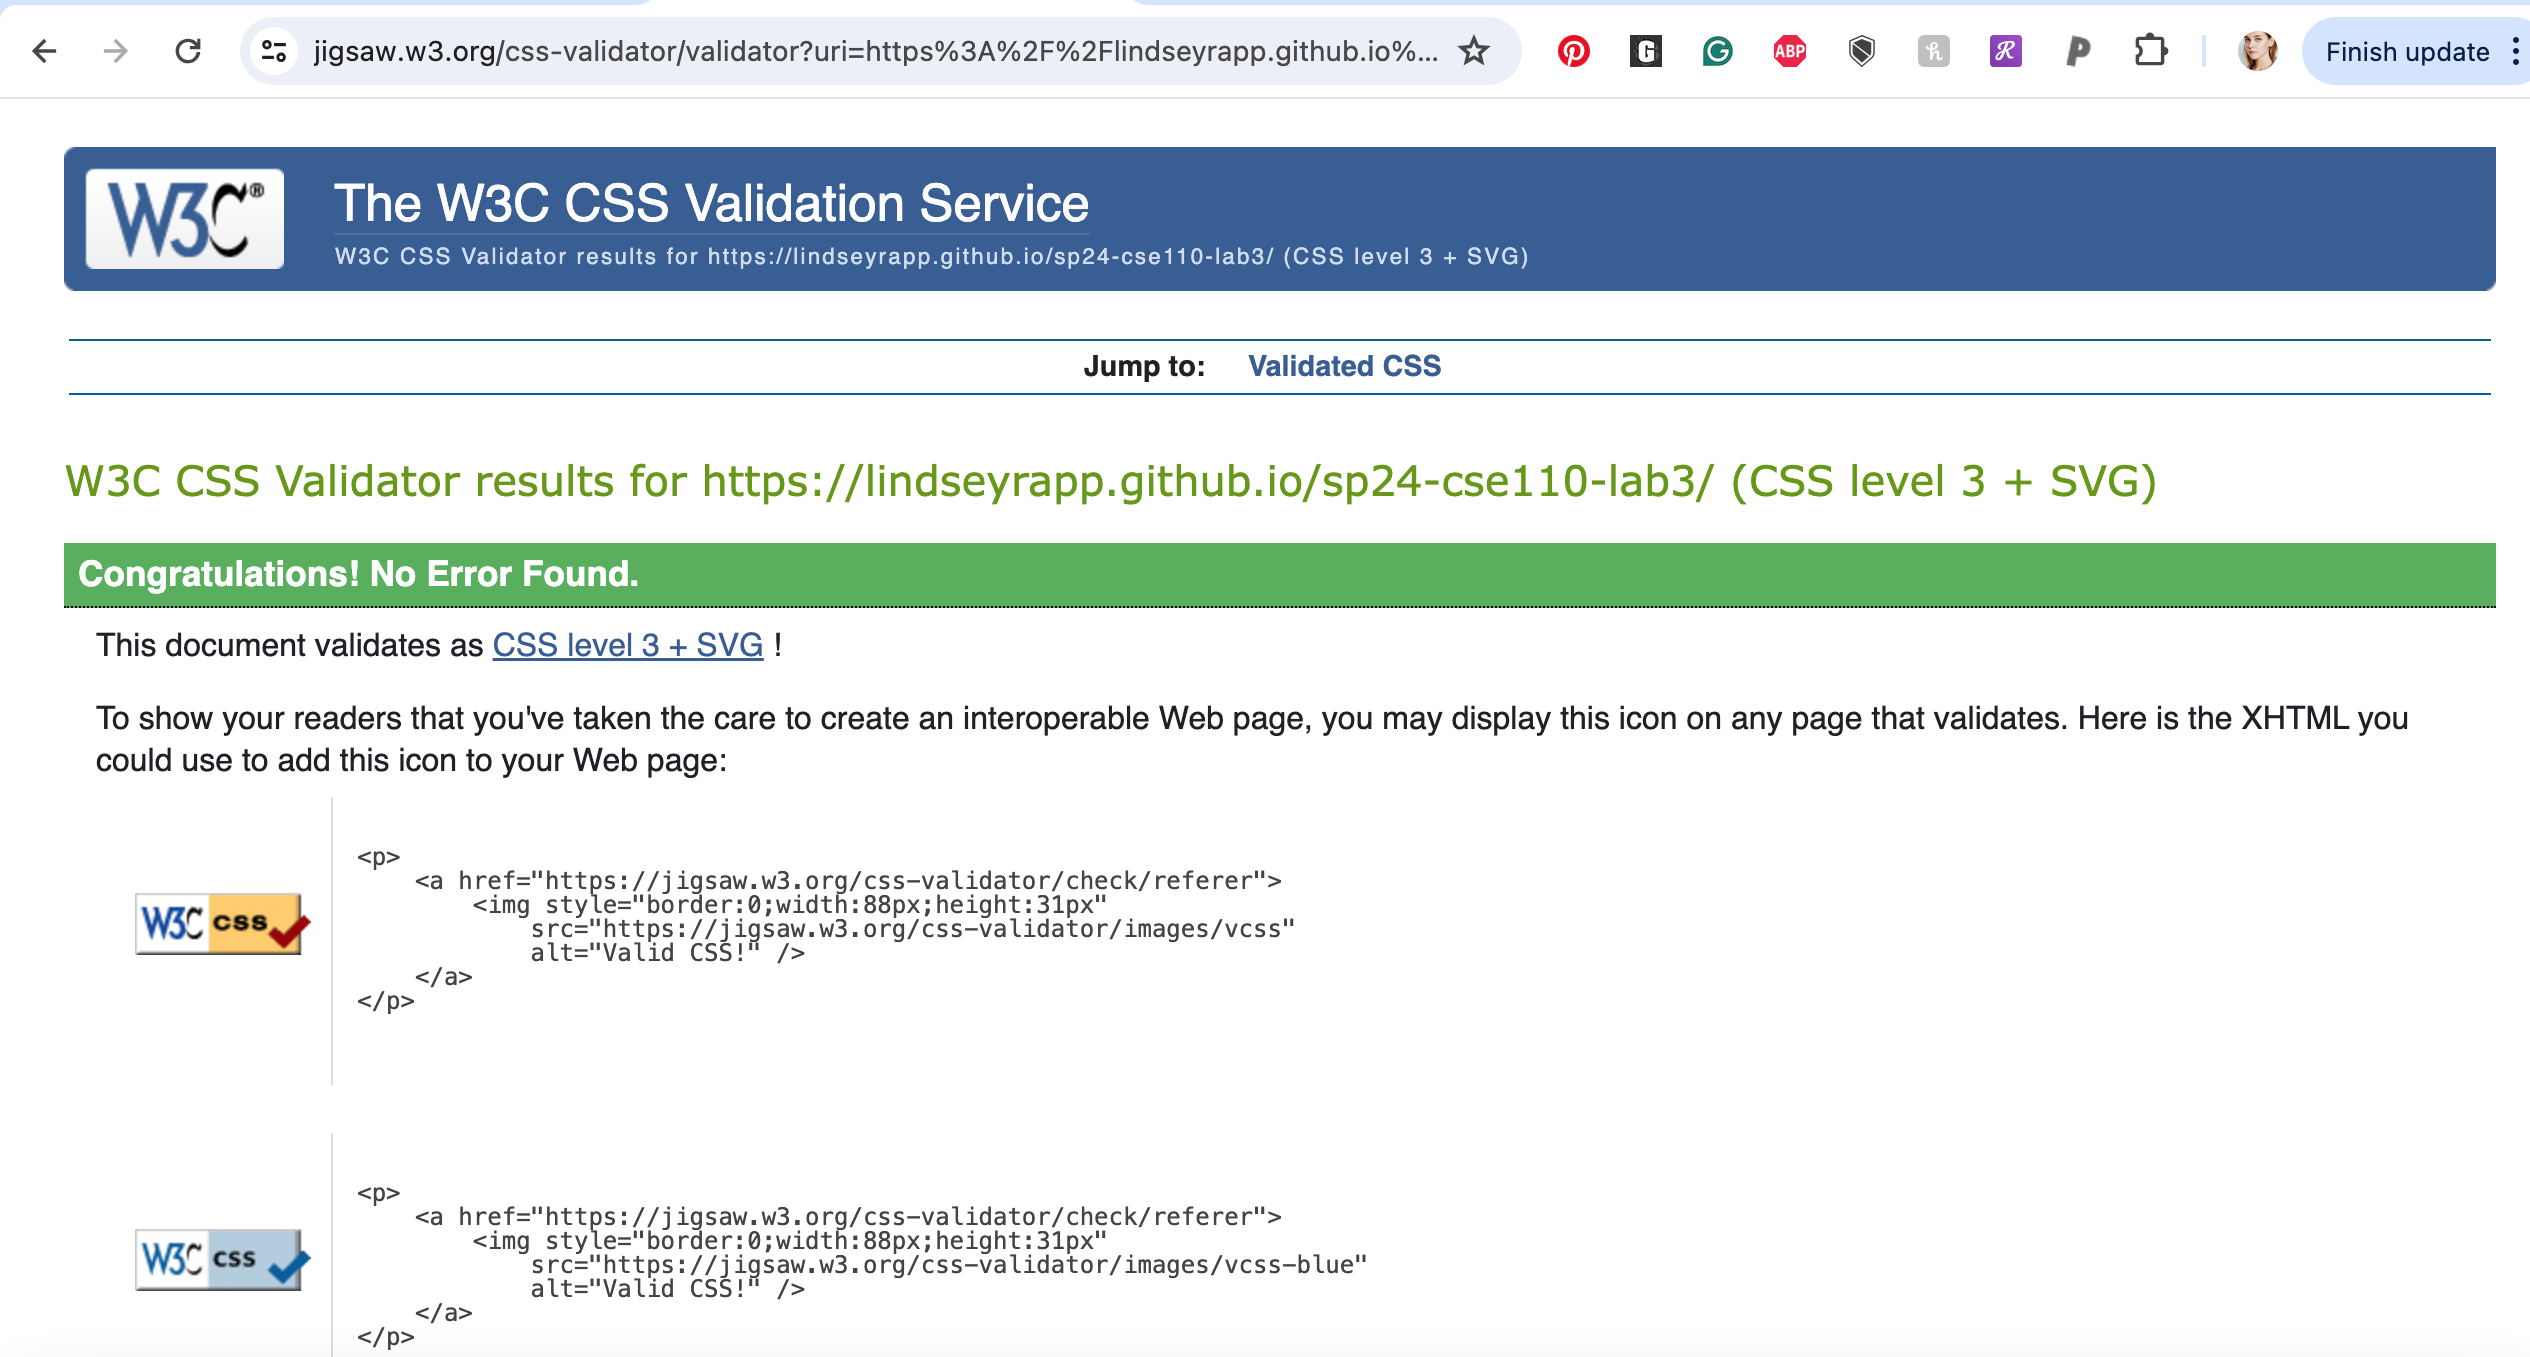 jigsaw.w3.org/css-validator/validator?uri=https%3A%2F%2Flindseyrapp.github.io%...
G
G
ABP
h
R
P
Finish update
W3C®
The W3C CSS Validation Service
W3C CSS Validator results for https://lindseyrapp.github.io/sp24-cse110-lab3/ (CSS level 3 + SVG)
Jump to: Validated CSS
W3C CSS Validator results for https://lindseyrapp.github.io/sp24-cse110-lab3/ (CSS level 3 + SVG)
Congratulations! No Error Found.
This document validates as CSS level 3 + SVG !
To show your readers that you've taken the care to create an interoperable Web page, you may display this icon on any page that validates. Here is the XHTML you
could use to add this icon to your Web page:
W3C css
<p>
<a href="https://jigsaw.w3.org/css-validator/check/referer">
<img style="border:0;width:88px;height:31px"
src="https://jigsaw.w3.org/css-validator/images/vcss"
alt="Valid CSS!" />
</a>
</p>
W3C css
<p>
<a href="https://jigsaw.w3.org/css-validator/check/referer">
<img style="border:0;width:88px;height:31px"
src="https://jigsaw.w3.org/css-validator/images/vcss-blue"
alt="Valid CSS!" />
</a>
</p>